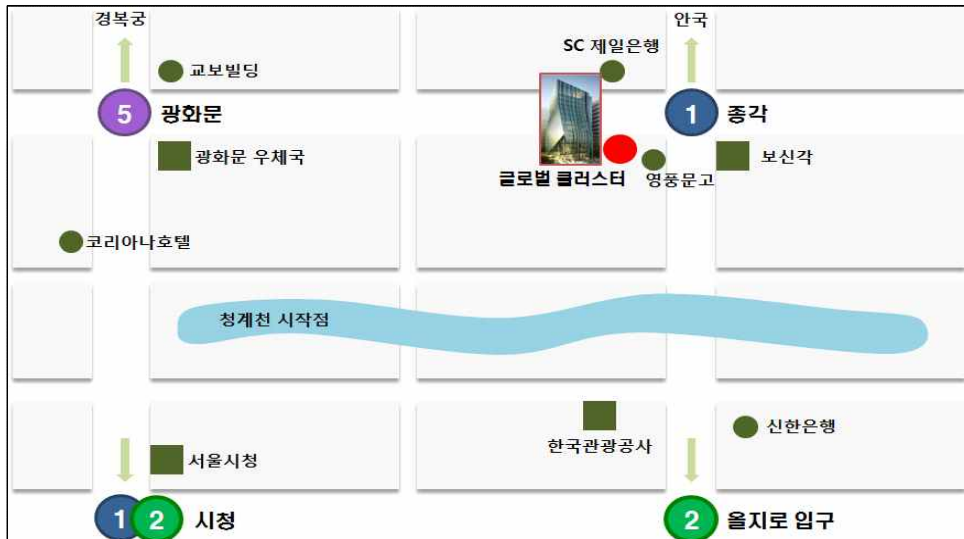 경복궁
안국
SC 제일은행
교보빌딩
5 광화문
1 종각
광화문 우체국
글로벌 클러스터
영풍문고
보신각
코리아나호텔
청계천 시작점
한국관광공사
신한은행
서울시청
1 2 시청
2 을지로 입구